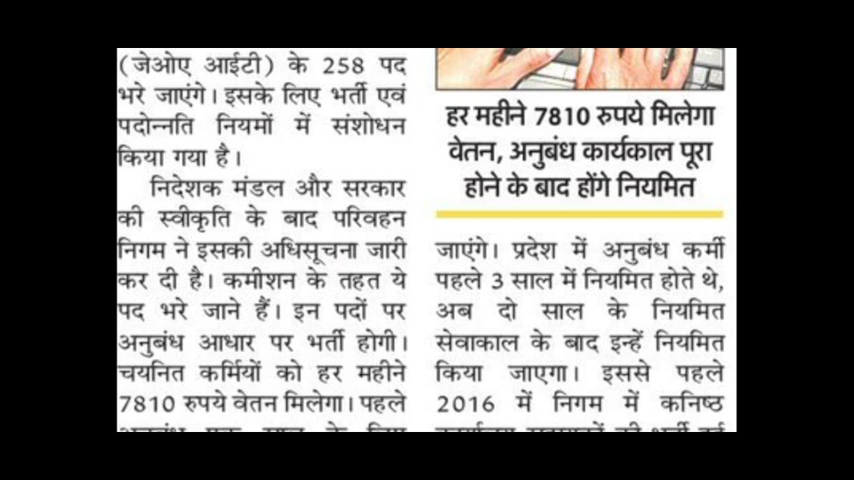 (जेओए आईटी) के 258 पद
भरे जाएंगे। इसके लिए भर्ती एवं
पदोन्नति नियमों में संशोधन
किया गया है।
निदेशक मंडल और सरकार
की स्वीकृति के बाद परिवहन
निगम ने इसकी अधिसूचना जारी
कर दी है। कमीशन के तहत ये
पद भरे जाने हैं। इन पदों पर
अनुबंध आधार पर भर्ती होगी।
चयनित कर्मियों को हर महीने
7810 रुपये वेतन मिलेगा। पहले
हर महीने 7810 रुपये मिलेगा
वेतन, अनुबंध कार्यकाल पूरा
होने के बाद होंगे नियमित
जाएंगे। प्रदेश में अनुबंध कर्मी
पहले 3 साल में नियमित होते थे,
अब दो साल के नियमित
सेवाकाल के बाद इन्हें नियमित
किया जाएगा। इससे पहले
2016 में निगम में कनिष्ठ